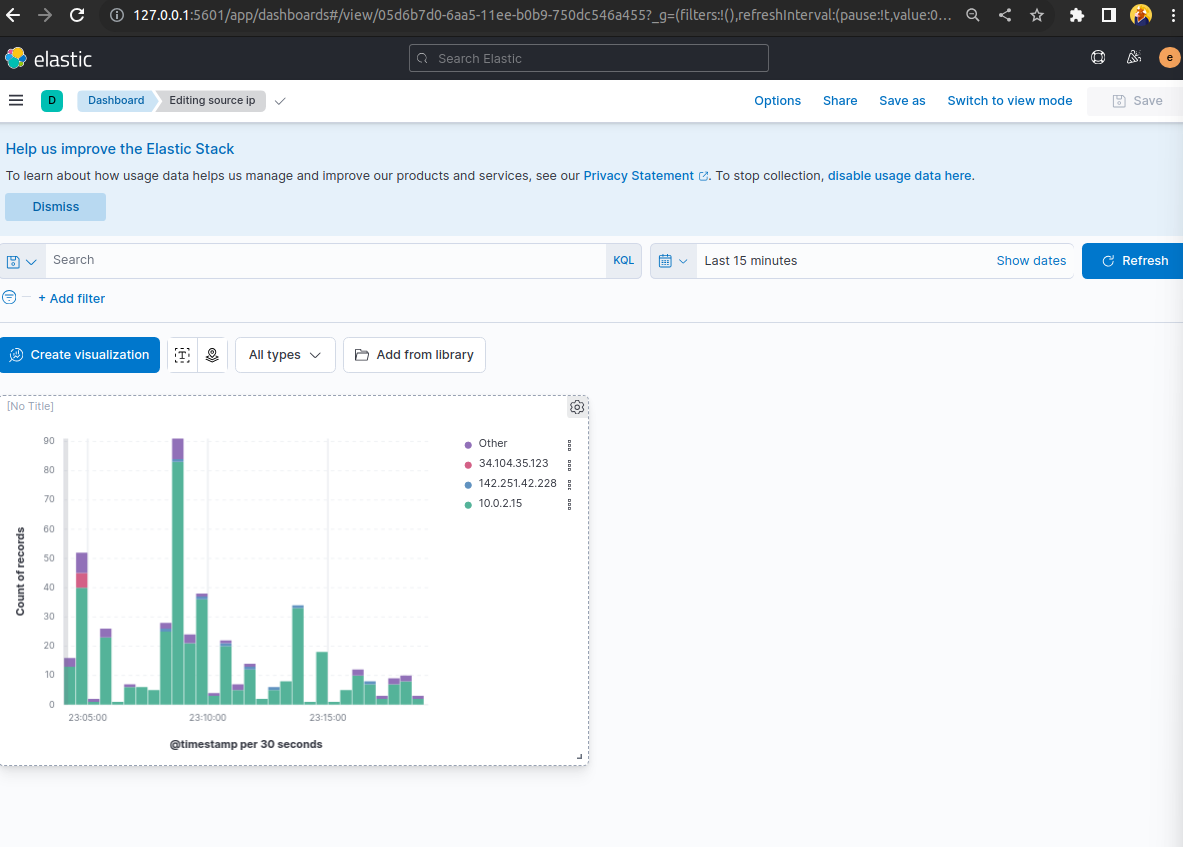 127.0.0.1:5601/app/dashboards#/view/05d6b7d0-6aa5-11ee-b0b9-750dc546a455?_g=(filters:!(),refreshInterval:(pause:!t,value:0...
elastic
Search Elastic
e
D
Dashboard
Editing source ip
Options
Share
Save as
Switch to view mode
Save
Help us improve the Elastic Stack
To learn about how usage data helps us manage and improve our products and services, see our Privacy Statement. To stop collection, disable usage data here.
Dismiss
Search
KQL
Last 15 minutes
Show dates
Refresh
+ Add filter
Create visualization
T
All types
Add from library
[No Title]
Count of records
90
80
70
60
50
40
30
20
10
0
23:05:00
23:10:00
23:15:00
@timestamp per 30 seconds
Other
34.104.35.123
142.251.42.228
10.0.2.15